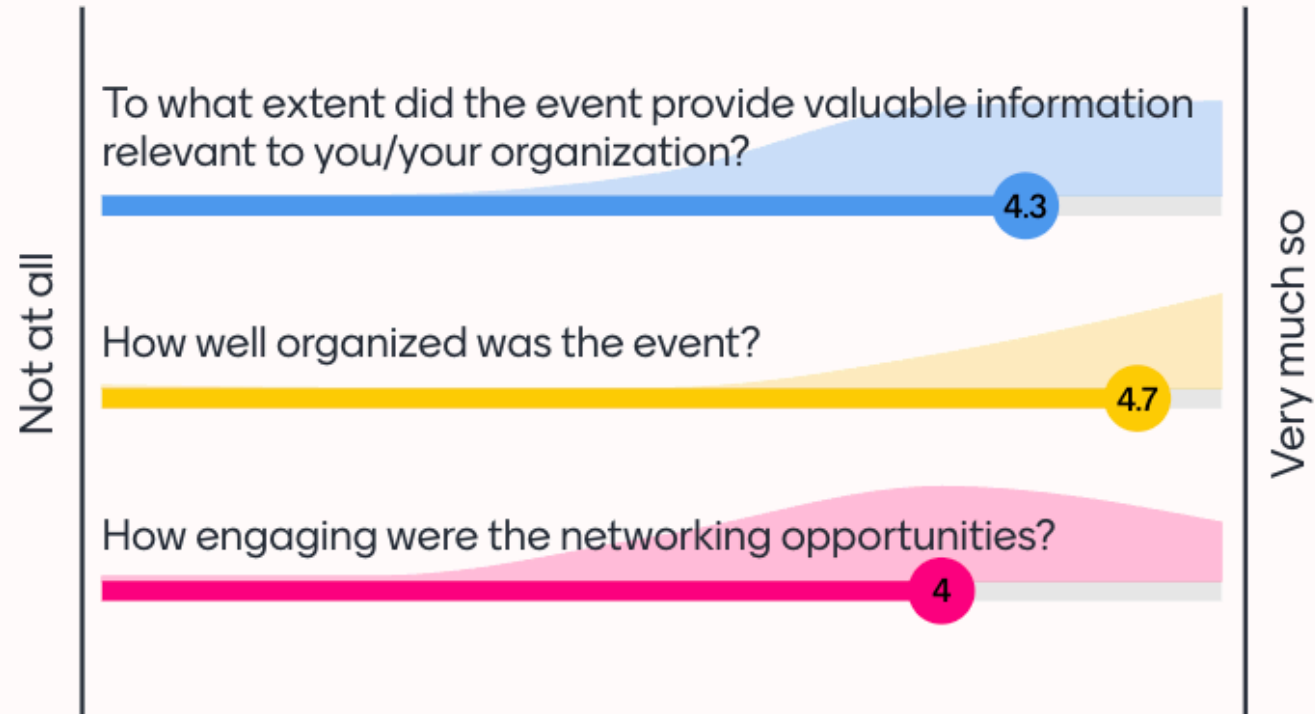 Not at all
To what extent did the event provide valuable information
relevant to you/your organization?
4.3
How well organized was the event?
4.7
How engaging were the networking opportunities?
4
Very much so